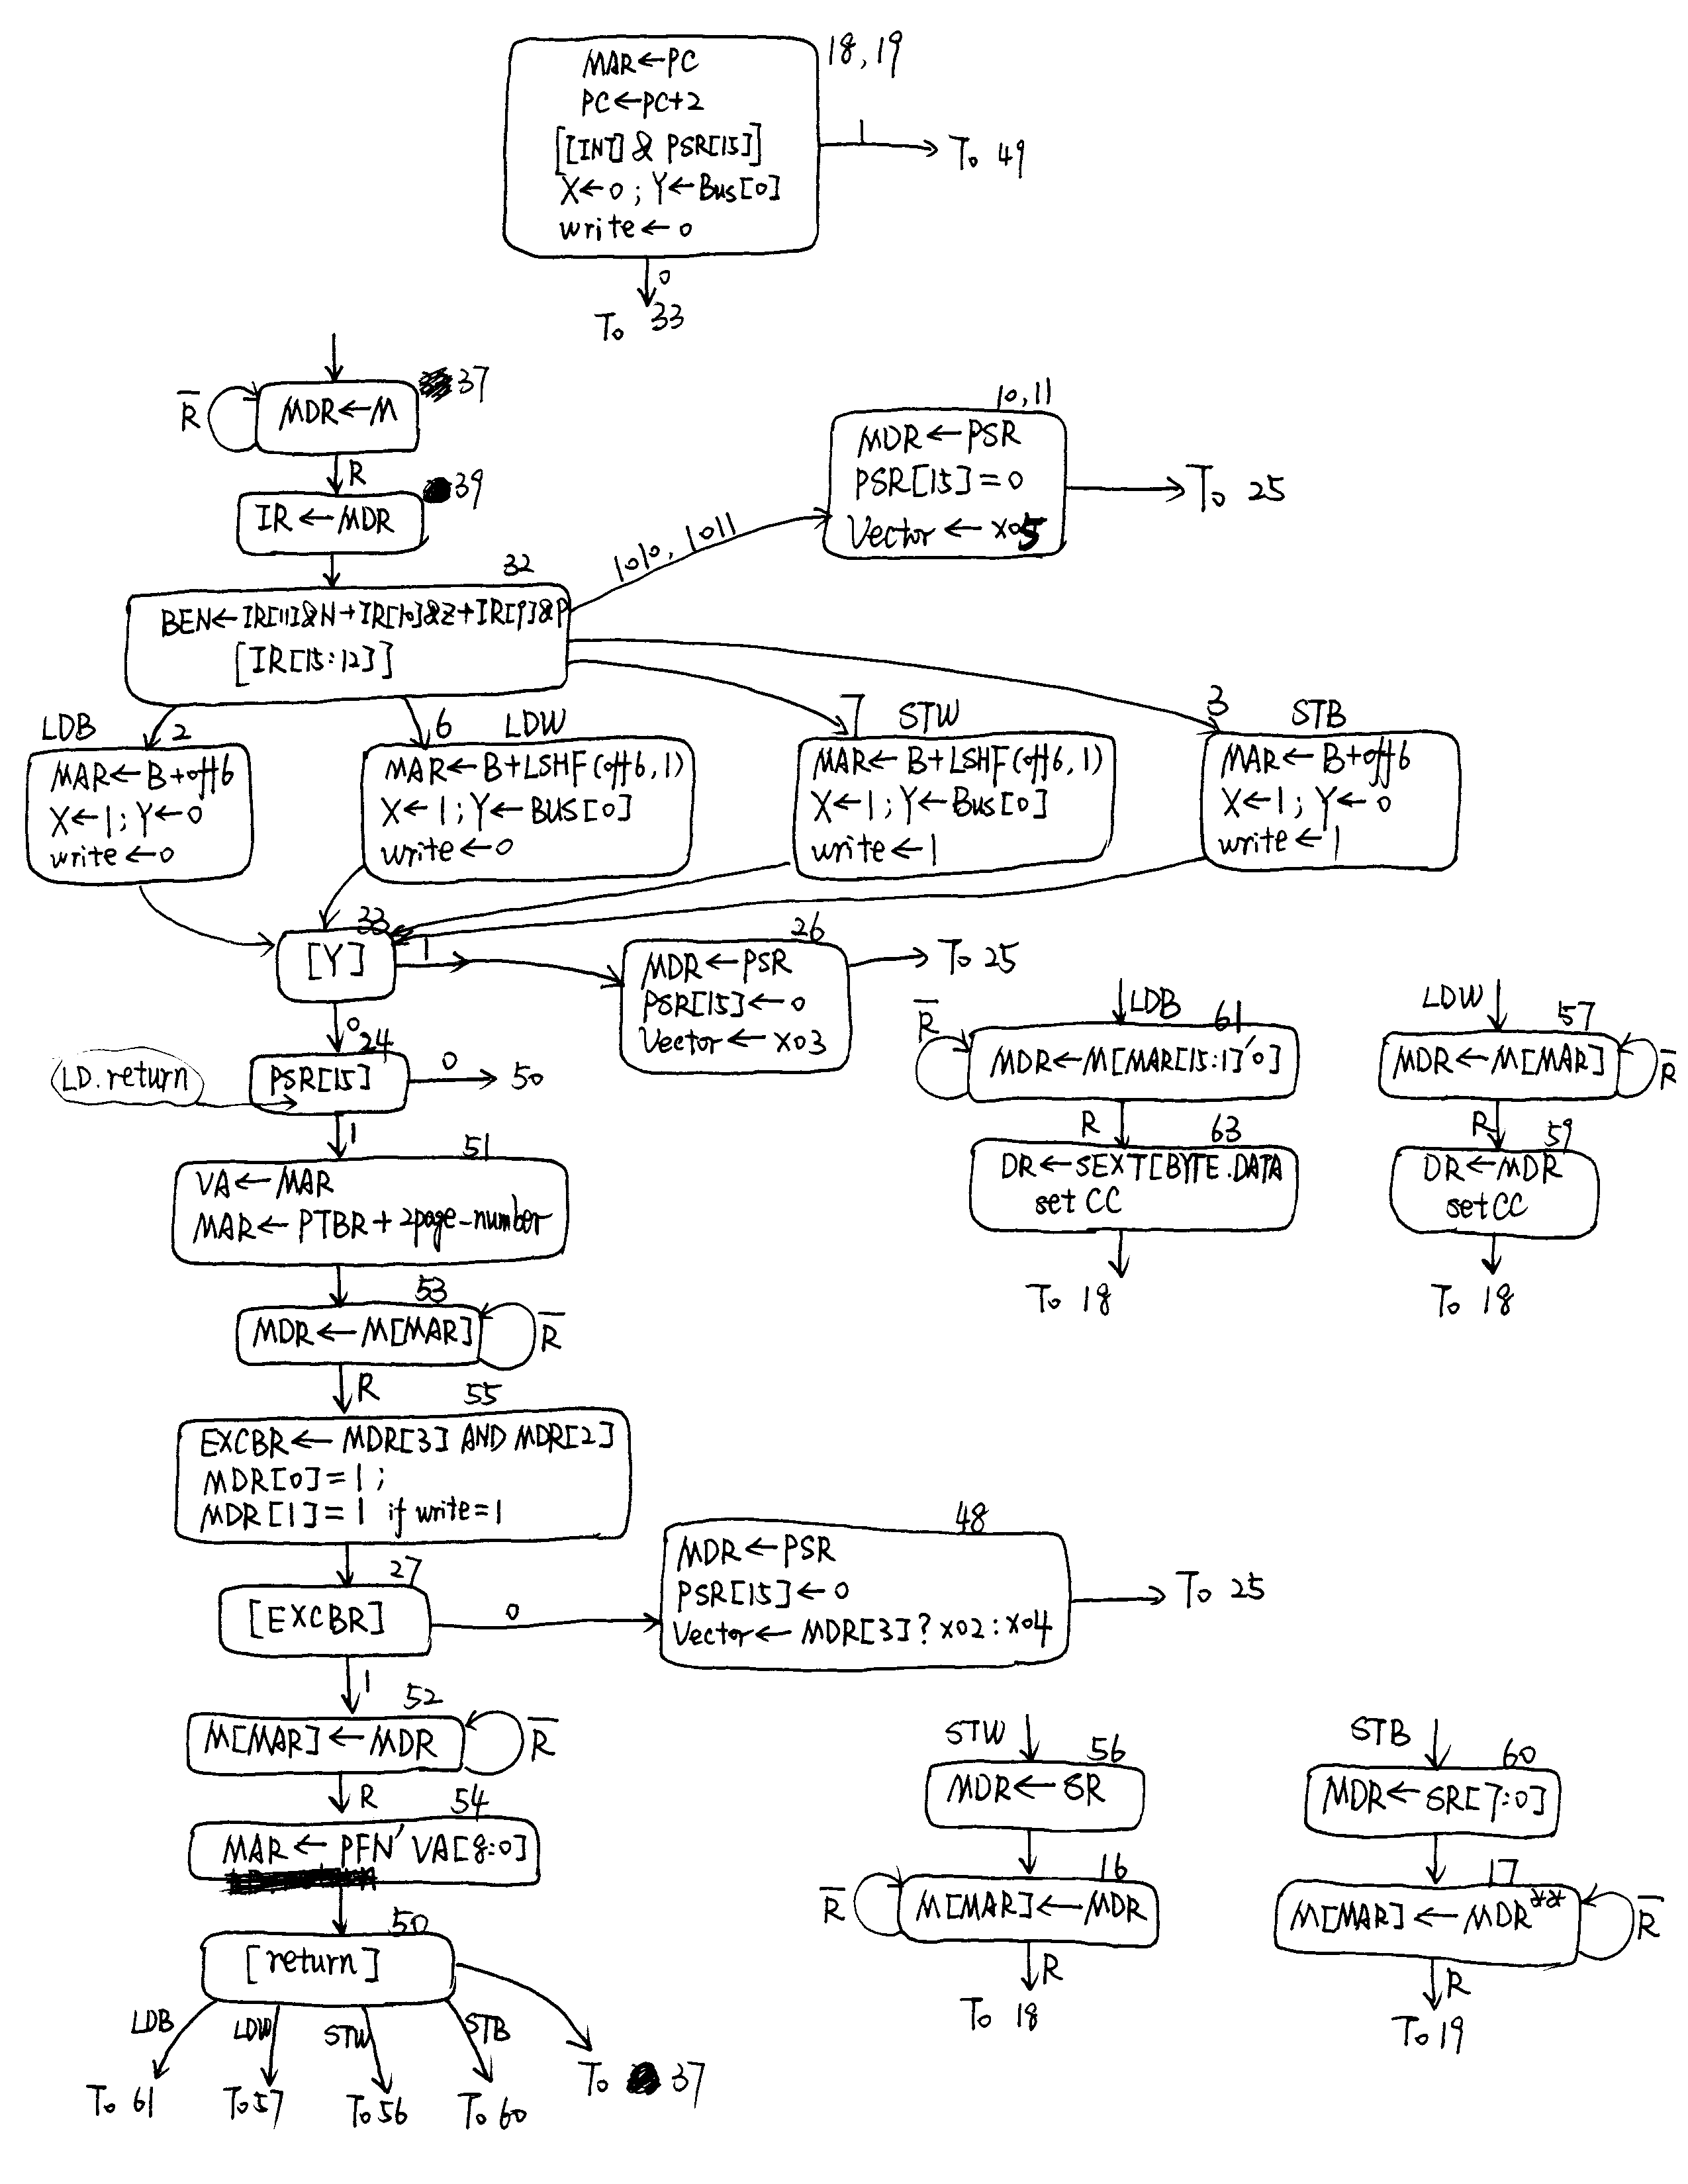 18,19
MAR←PC
PC←PC+2
[[INT] & PSR[15]]
X←0; Y←Bus[0]
write←0
1
To 49
0
To 33
37
R̅
MDR←M
R
39
IR←MDR
10,11
MDR←PSR
PSR[15]=0
Vector←x05
To 25
1010, 1011
32
BEN←IR[11]&N+IR[10]&Z+IR[9]&P
[IR[15:12]]
LDB
2
MAR←B+off6
X←1; Y←0
write←0
6
LDW
MAR←B+LSHF(off6,1)
X←1; Y←BUS[0]
write←0
7
STW
MAR←B+LSHF(off6,1)
X←1; Y←Bus[0]
write←1
3
STB
MAR←B+off6
X←1; Y←0
write←1
33
[Y]
1
0
26
MDR←PSR
PSR[15]←0
Vector←x03
To 25
24
LD.return
PSR[15]
0
50
1
LDB
61
R̅
MDR←M[MAR[15:1]'0]
R
63
DR←SEXT[BYTE.DATA
set CC
To 18
LDW
57
MDR←M[MAR]
R̅
R
59
DR←MDR
set CC
To 18
51
VA←MAR
MAR←PTBR+2page_number
53
MDR←M[MAR]
R̅
R
55
EXCBR←MDR[3] AND MDR[2]
MDR[0]=1;
MDR[1]=1 if write=1
27
[EXCBR]
0
1
48
MDR←PSR
PSR[15]←0
Vector←MDR[3]?x02:x04
To 25
52
M[MAR]←MDR
R̅
R
54
MAR←PFN'VA[8:0]
50
[return]
LDB
To 61
LDW
To 57
STW
To 56
STB
To 60
To 37
STW
56
MDR←SR
16
R̅
M[MAR]←MDR
R
To 18
STB
60
MDR←SR[7:0]
17
M[MAR]←MDR**
R̅
R
To 19